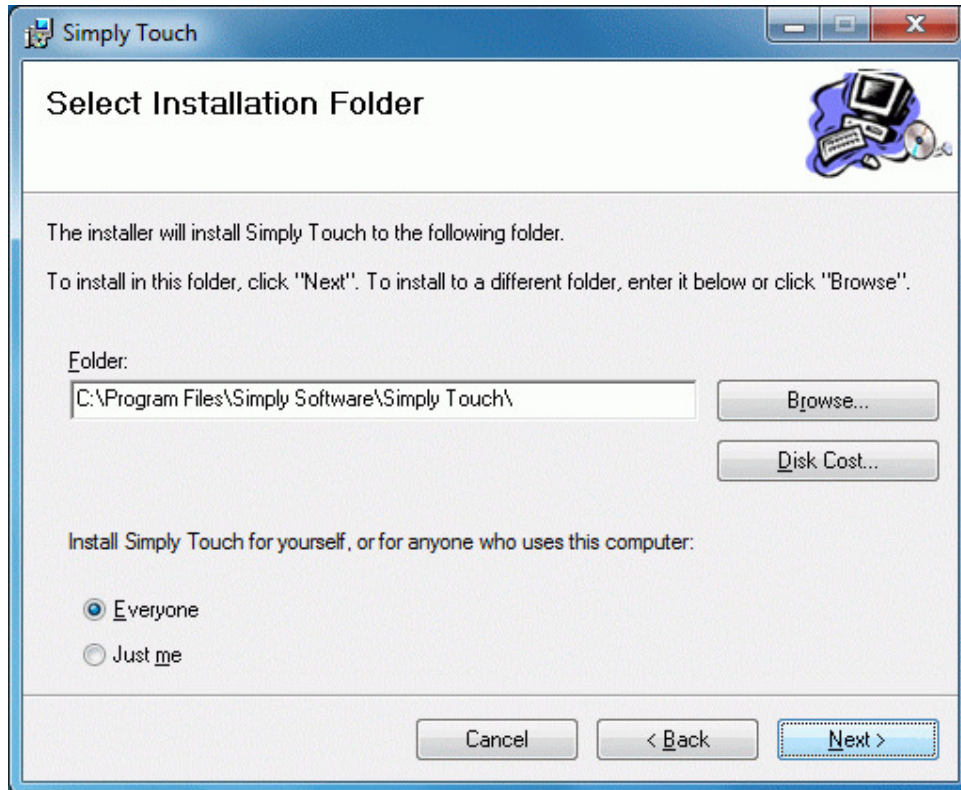 Simply Touch
Select Installation Folder
The installer will install Simply Touch to the following folder.
To install in this folder, click "Next". To install to a different folder, enter it below or click "Browse".
Folder:
C:\Program Files\Simply Software\Simply Touch\
Browse...
Disk Cost...
Install Simply Touch for yourself, or for anyone who uses this computer:
Everyone
Just me
Cancel
< Back
Next >